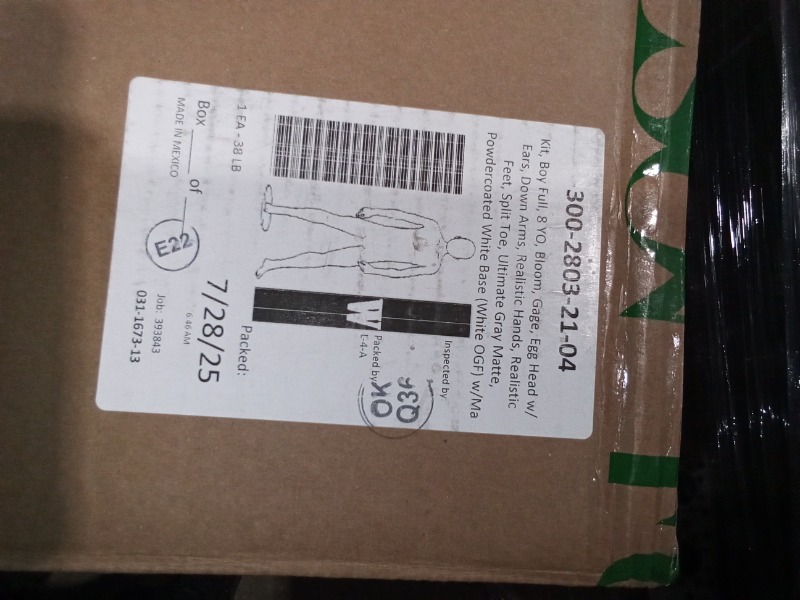 300-2803-21-04
Kit, Boy Full, 8 YO, Bloom, Gage, Egg Head w/
Ears, Down Arms, Realistic Hands, Realistic
Feet, Split Toe, Ultimate Gray Matte,
Powdercoated White Base (White OGF) w/Ma
1 EA - 38 LB
Box ____ of ____
MADE IN MEXICO
E22
W
Inspected by:
Q36
OK
Packed by:
E-4-A
Packed:
7/28/25
6:46 AM
Job: 393843
031-1673-13